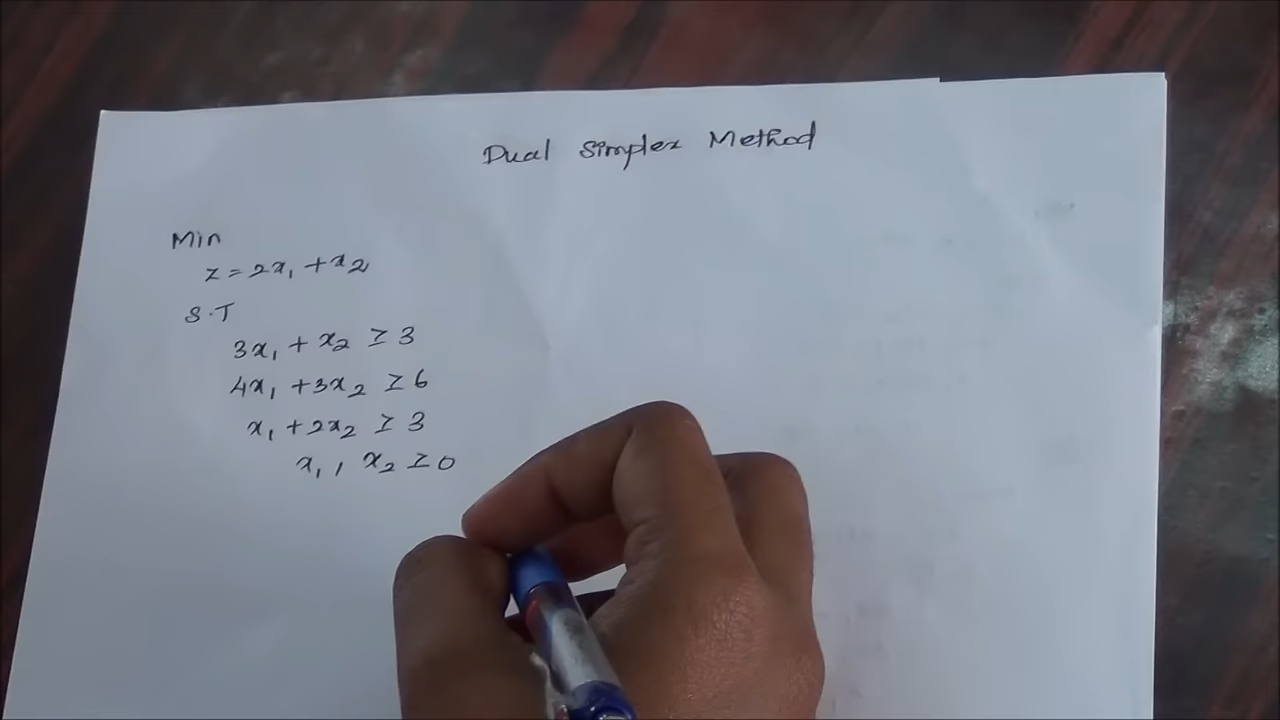 Dual Simplex Method
Min
z = 2x₁ + x₂
S.T
3x₁ + x₂ ≥ 3
4x₁ + 3x₂ ≥ 6
x₁ + 2x₂ ≥ 3
x₁, x₂ ≥ 0